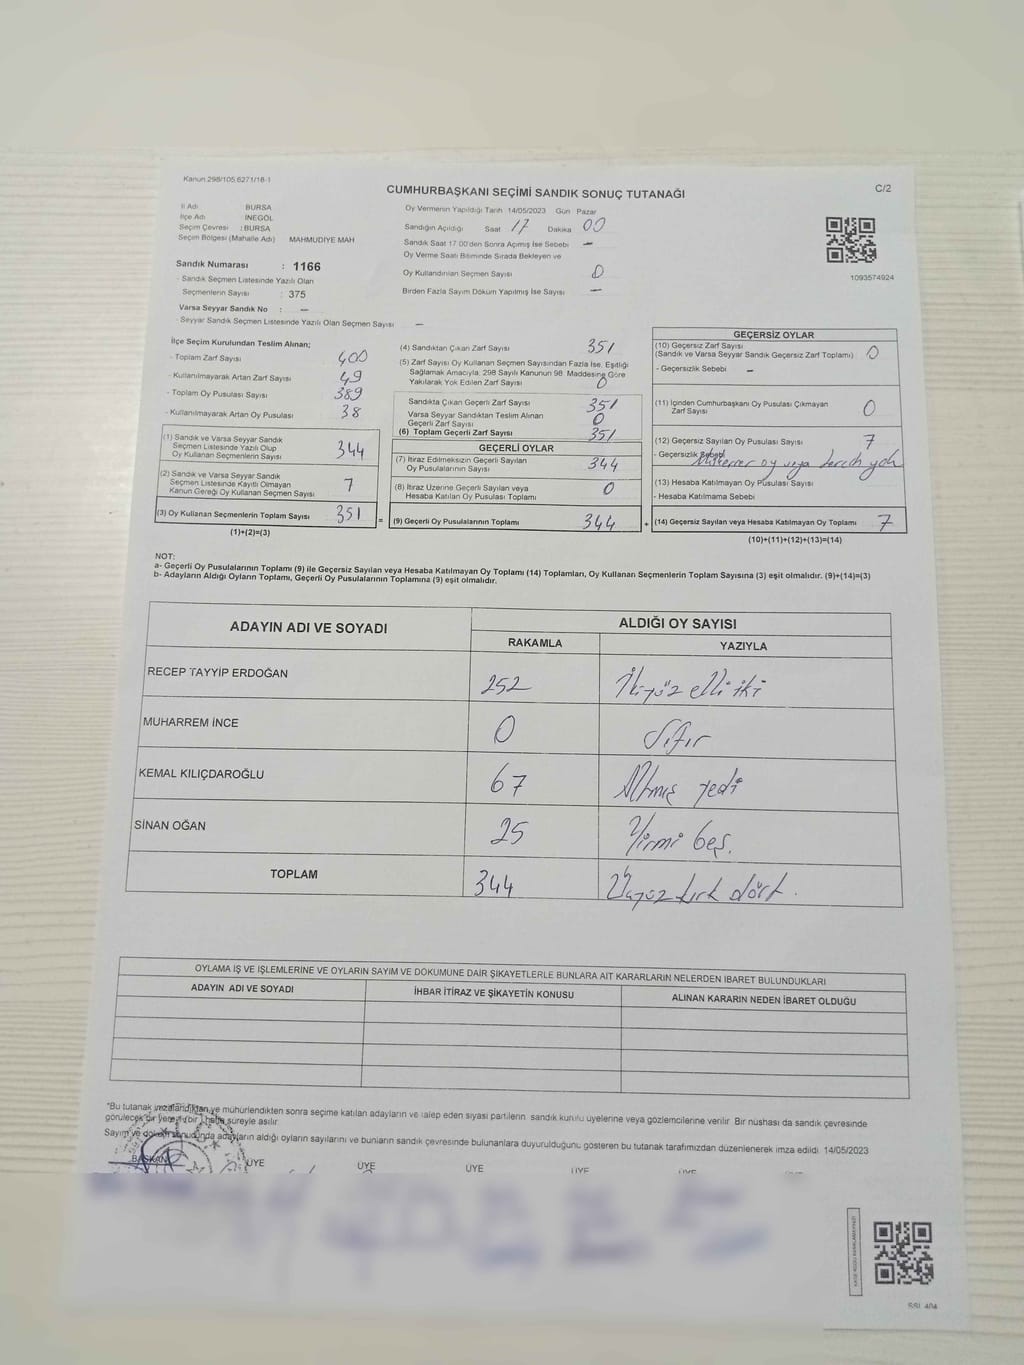 Kanun 298/105.6271/18-1
CUMHURBAŞKANI SEÇİMİ SANDIK SONUÇ TUTANAĞI
C/2
İl Adı BURSA
İlçe Adı İNEGÖL
Seçim Çevresi : BURSA
Seçim Bölgesi (Mahalle Adı) MAHMUDİYE MAH
Sandık Numarası : 1166
- Sandık Seçmen Listesinde Yazılı Olan
Seçmenlerin Sayısı : 375
Varsa Seyyar Sandık No : -
- Seyyar Sandık Seçmen Listesinde Yazılı Olan Seçmen Sayısı -
Oy Vermenin Yapıldığı Tarih 14/05/2023 Gün Pazar
Sandığın Açıldığı Saat 17 Dakika 00
Sandık Saat 17.00'den Sonra Açılmış İse Sebebi -
Oy Verme Saati Bitiminde Sırada Bekleyen ve
Oy Kullandırılan Seçmen Sayısı 0
Birden Fazla Sayım Döküm Yapılmış İse Sayısı -
1093574924
İlçe Seçim Kurulundan Teslim Alınan;
- Toplam Zarf Sayısı 400
- Kullanılmayarak Artan Zarf Sayısı 49
- Toplam Oy Pusulası Sayısı 389
- Kullanılmayarak Artan Oy Pusulası 38
(1) Sandık ve Varsa Seyyar Sandık
Seçmen Listesinde Yazılı Olup
Oy Kullanan Seçmenlerin Sayısı 344
(2) Sandık ve Varsa Seyyar Sandık
Seçmen Listesinde Kayıtlı Olmayan
Kanun Gereği Oy Kullanan Seçmen Sayısı 7
(3) Oy Kullanan Seçmenlerin Toplam Sayısı 351
(1)+(2)=(3)
(4) Sandıktan Çıkan Zarf Sayısı 351
(5) Zarf Sayısı Oy Kullanan Seçmen Sayısından Fazla İse, Eşitliği
Sağlamak Amacıyla, 298 Sayılı Kanunun 98. Maddesine Göre
Yakılarak Yok Edilen Zarf Sayısı 0
Sandıkta Çıkan Geçerli Zarf Sayısı 351
Varsa Seyyar Sandıktan Teslim Alınan
Geçerli Zarf Sayısı 0
(6) Toplam Geçerli Zarf Sayısı 351
GEÇERLİ OYLAR
(7) İtiraz Edilmeksizin Geçerli Sayılan
Oy Pusulalarının Sayısı 344
(8) İtiraz Üzerine Geçerli Sayılan veya
Hesaba Katılan Oy Pusulası Toplamı 0
= (9) Geçerli Oy Pusulalarının Toplamı 344
GEÇERSİZ OYLAR
(10) Geçersiz Zarf Sayısı
(Sandık ve Varsa Seyyar Sandık Geçersiz Zarf Toplamı) 0
- Geçersizlik Sebebi -
(11) İçinden Cumhurbaşkanı Oy Pusulası Çıkmayan
Zarf Sayısı 0
(12) Geçersiz Sayılan Oy Pusulası Sayısı 7
- Geçersizlik Sebebi Mükerrer oy veya tercih yok
(13) Hesaba Katılmayan Oy Pusulası Sayısı
- Hesaba Katılmama Sebebi
+ (14) Geçersiz Sayılan veya Hesaba Katılmayan Oy Toplamı 7
(10)+(11)+(12)+(13)=(14)
NOT:
a- Geçerli Oy Pusulalarının Toplamı (9) ile Geçersiz Sayılan veya Hesaba Katılmayan Oy Toplamı (14) Toplamları, Oy Kullanan Seçmenlerin Toplam Sayısına (3) eşit olmalıdır. (9)+(14)=(3)
b- Adayların Aldığı Oyların Toplamı, Geçerli Oy Pusulalarının Toplamına (9) eşit olmalıdır.
ADAYIN ADI VE SOYADI
ALDIĞI OY SAYISI
RAKAMLA YAZIYLA
RECEP TAYYİP ERDOĞAN 252 İkiyüz elli iki
MUHARREM İNCE 0 Sıfır
KEMAL KILIÇDAROĞLU 67 Altmış yedi
SİNAN OĞAN 25 Yirmi beş.
TOPLAM 344 Üçyüz kırk dört.
OYLAMA İŞ VE İŞLEMLERİNE VE OYLARIN SAYIM VE DÖKÜMÜNE DAİR ŞİKAYETLERLE BUNLARA AİT KARARLARIN NELERDEN İBARET BULUNDUKLARI
ADAYIN ADI VE SOYADI İHBAR İTİRAZ VE ŞİKAYETİN KONUSU ALINAN KARARIN NEDEN İBARET OLDUĞU
*Bu tutanak imzalandıktan ve mühürlendikten sonra seçime katılan adayların ve talep eden siyasi partilerin, sandık kurulu üyelerine veya gözlemcilerine verilir. Bir nüshası da sandık çevresinde
görülecek bir yere (bir) hafta süreyle asılır.
Sayım ve döküm sonucunda adayların aldığı oyların sayılarını ve bunların sandık çevresinde bulunanlara duyurulduğunu gösteren bu tutanak tarafımızdan düzenlenerek imza edildi. 14/05/2023
BAŞKAN ÜYE ÜYE ÜYE ÜYE ÜYE
SSL 404